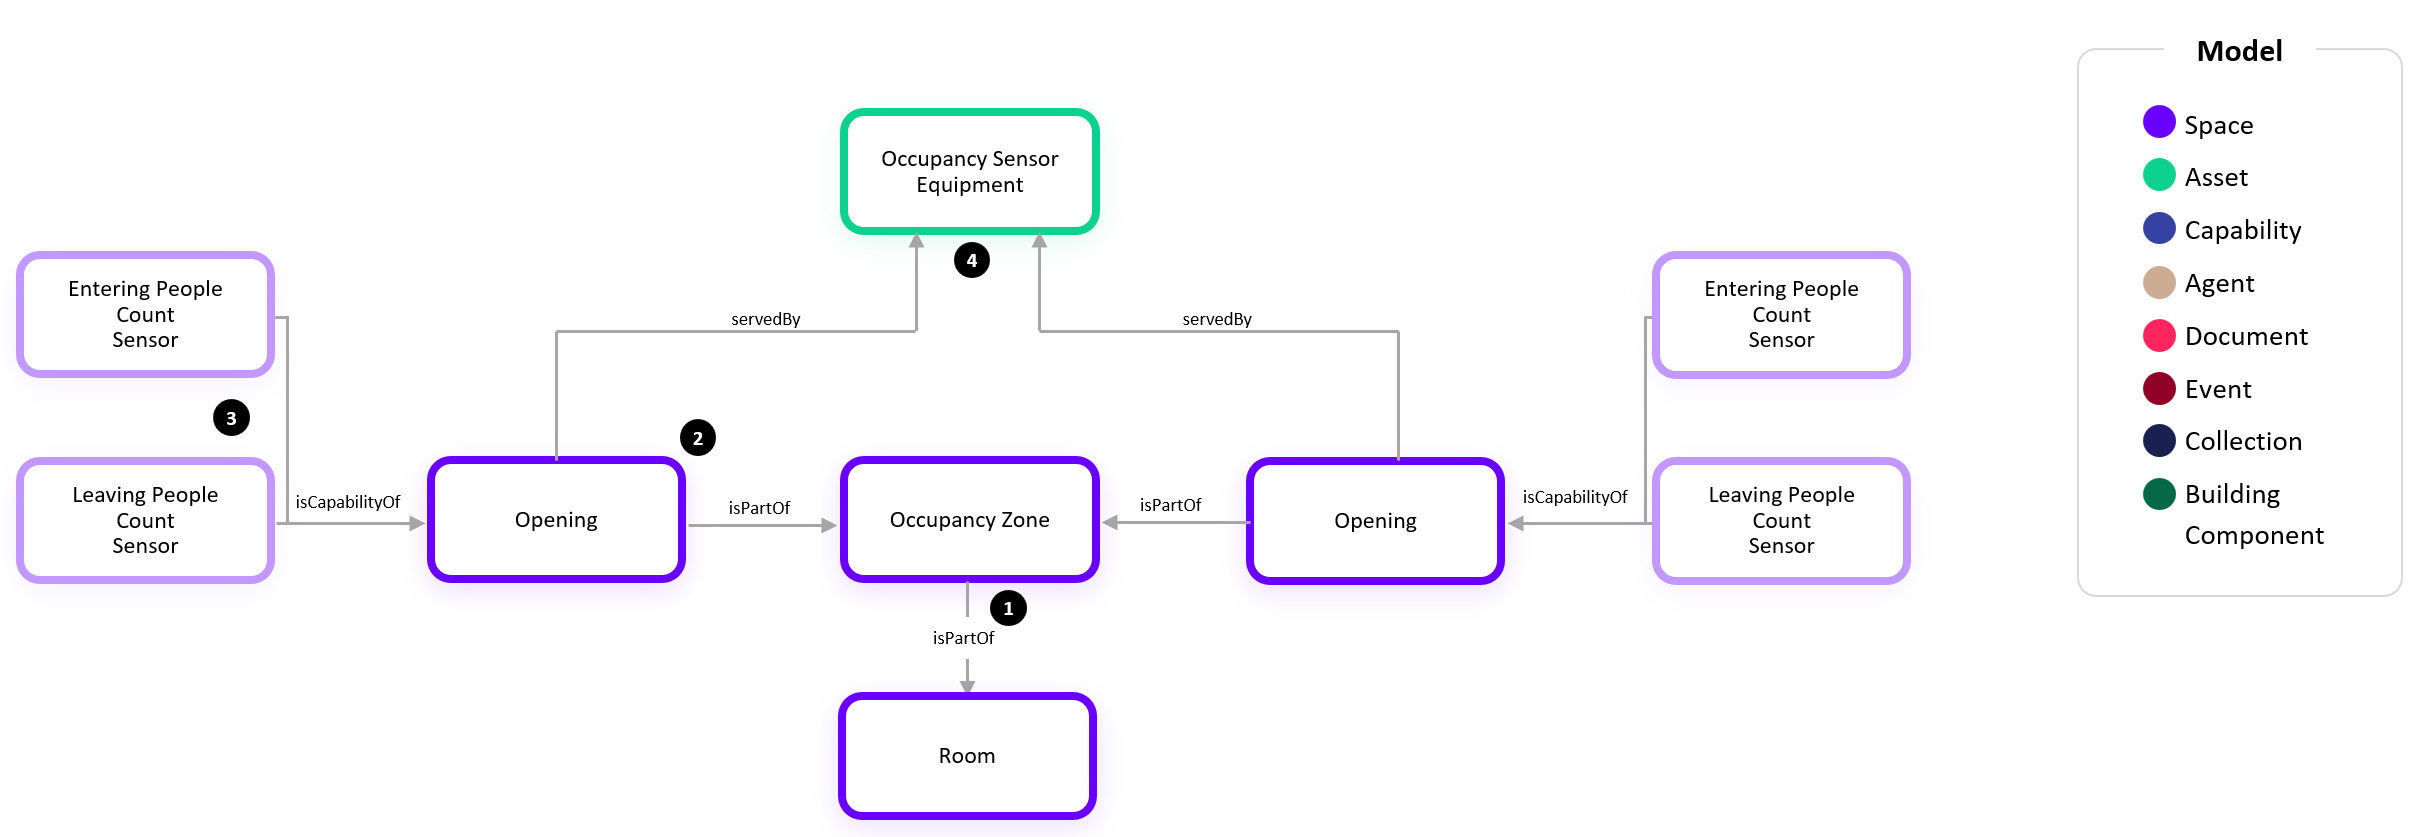 Model
Space
Asset
Capability
Agent
Document
Event
Collection
Building
Component
Occupancy Sensor
Equipment
4
Entering People
Count
Sensor
servedBy
servedBy
Entering People
Count
Sensor
3
2
Leaving People
Count
Sensor
isCapabilityOf
Opening
isPartOf
Occupancy Zone
isPartOf
Opening
isCapabilityOf
Leaving People
Count
Sensor
1
isPartOf
Room